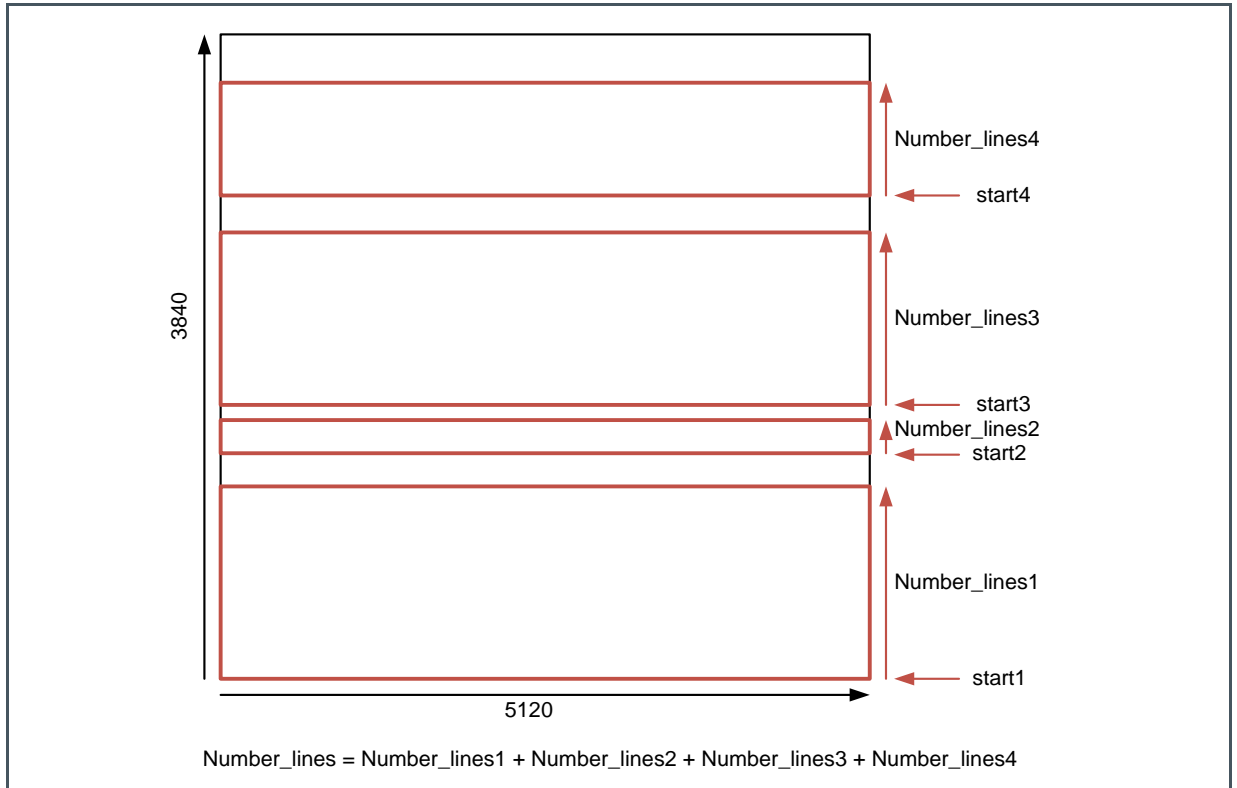 Number_lines4
start4
3840
Number_lines3
start3
Number_lines2
start2
Number_lines1
start1
5120
Number_lines = Number_lines1 + Number_lines2 + Number_lines3 + Number_lines4